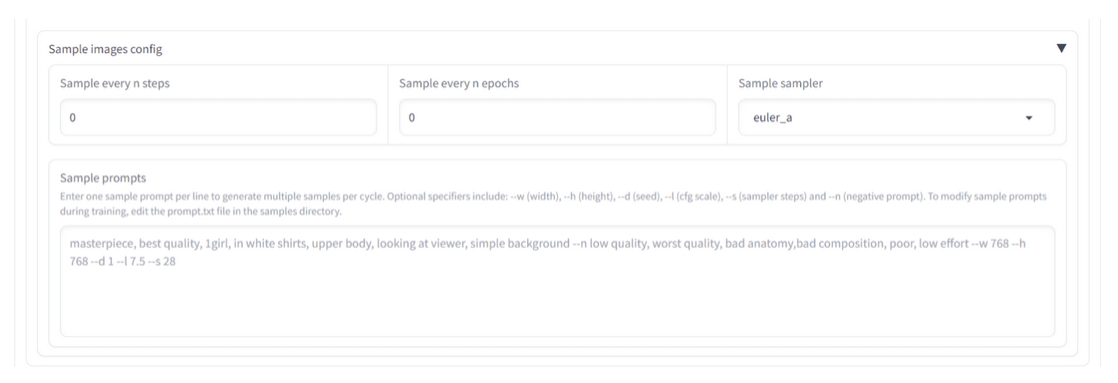 Sample images config
Sample every n steps
Sample every n epochs
Sample sampler
0
0
euler_a
Sample prompts
Enter one sample prompt per line to generate multiple samples per cycle. Optional specifiers include: --w (width), --h (height), --d (seed), --l (cfg scale), --s (sampler steps) and --n (negative prompt). To modify sample prompts
during training, edit the prompt.txt file in the samples directory.
masterpiece, best quality, 1girl, in white shirts, upper body, looking at viewer, simple background --n low quality, worst quality, bad anatomy,bad composition, poor, low effort --w 768 --h
768 --d 1 --l 7.5 --s 28